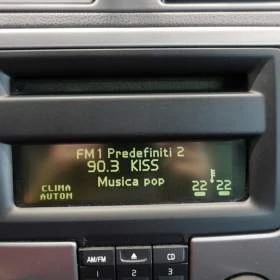 FM1 Predefiniti 2
90.3 KISS
Musica pop
CLIMA
AUTOM
22 22
AM/FM
CD
1 2 3